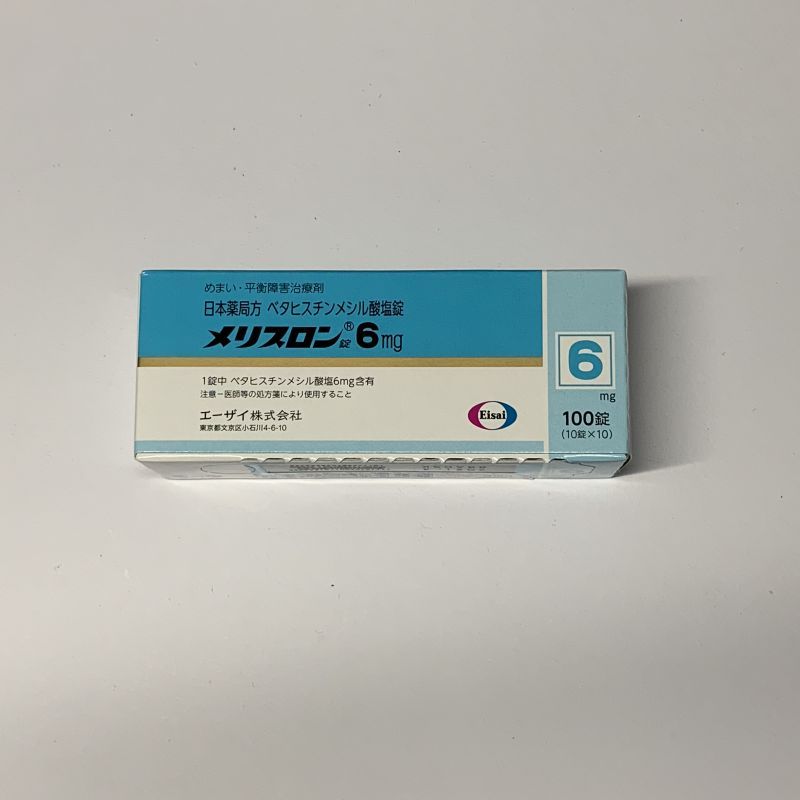 めまい・平衡障害治療剤
日本薬局方 ベタヒスチンメシル酸塩錠
メリスロン®錠6mg
1錠中 ベタヒスチンメシル酸塩6mg含有
注意－医師等の処方箋により使用すること
エーザイ株式会社
東京都文京区小石川4-6-10
Eisai
6
mg
100錠
(10錠×10)